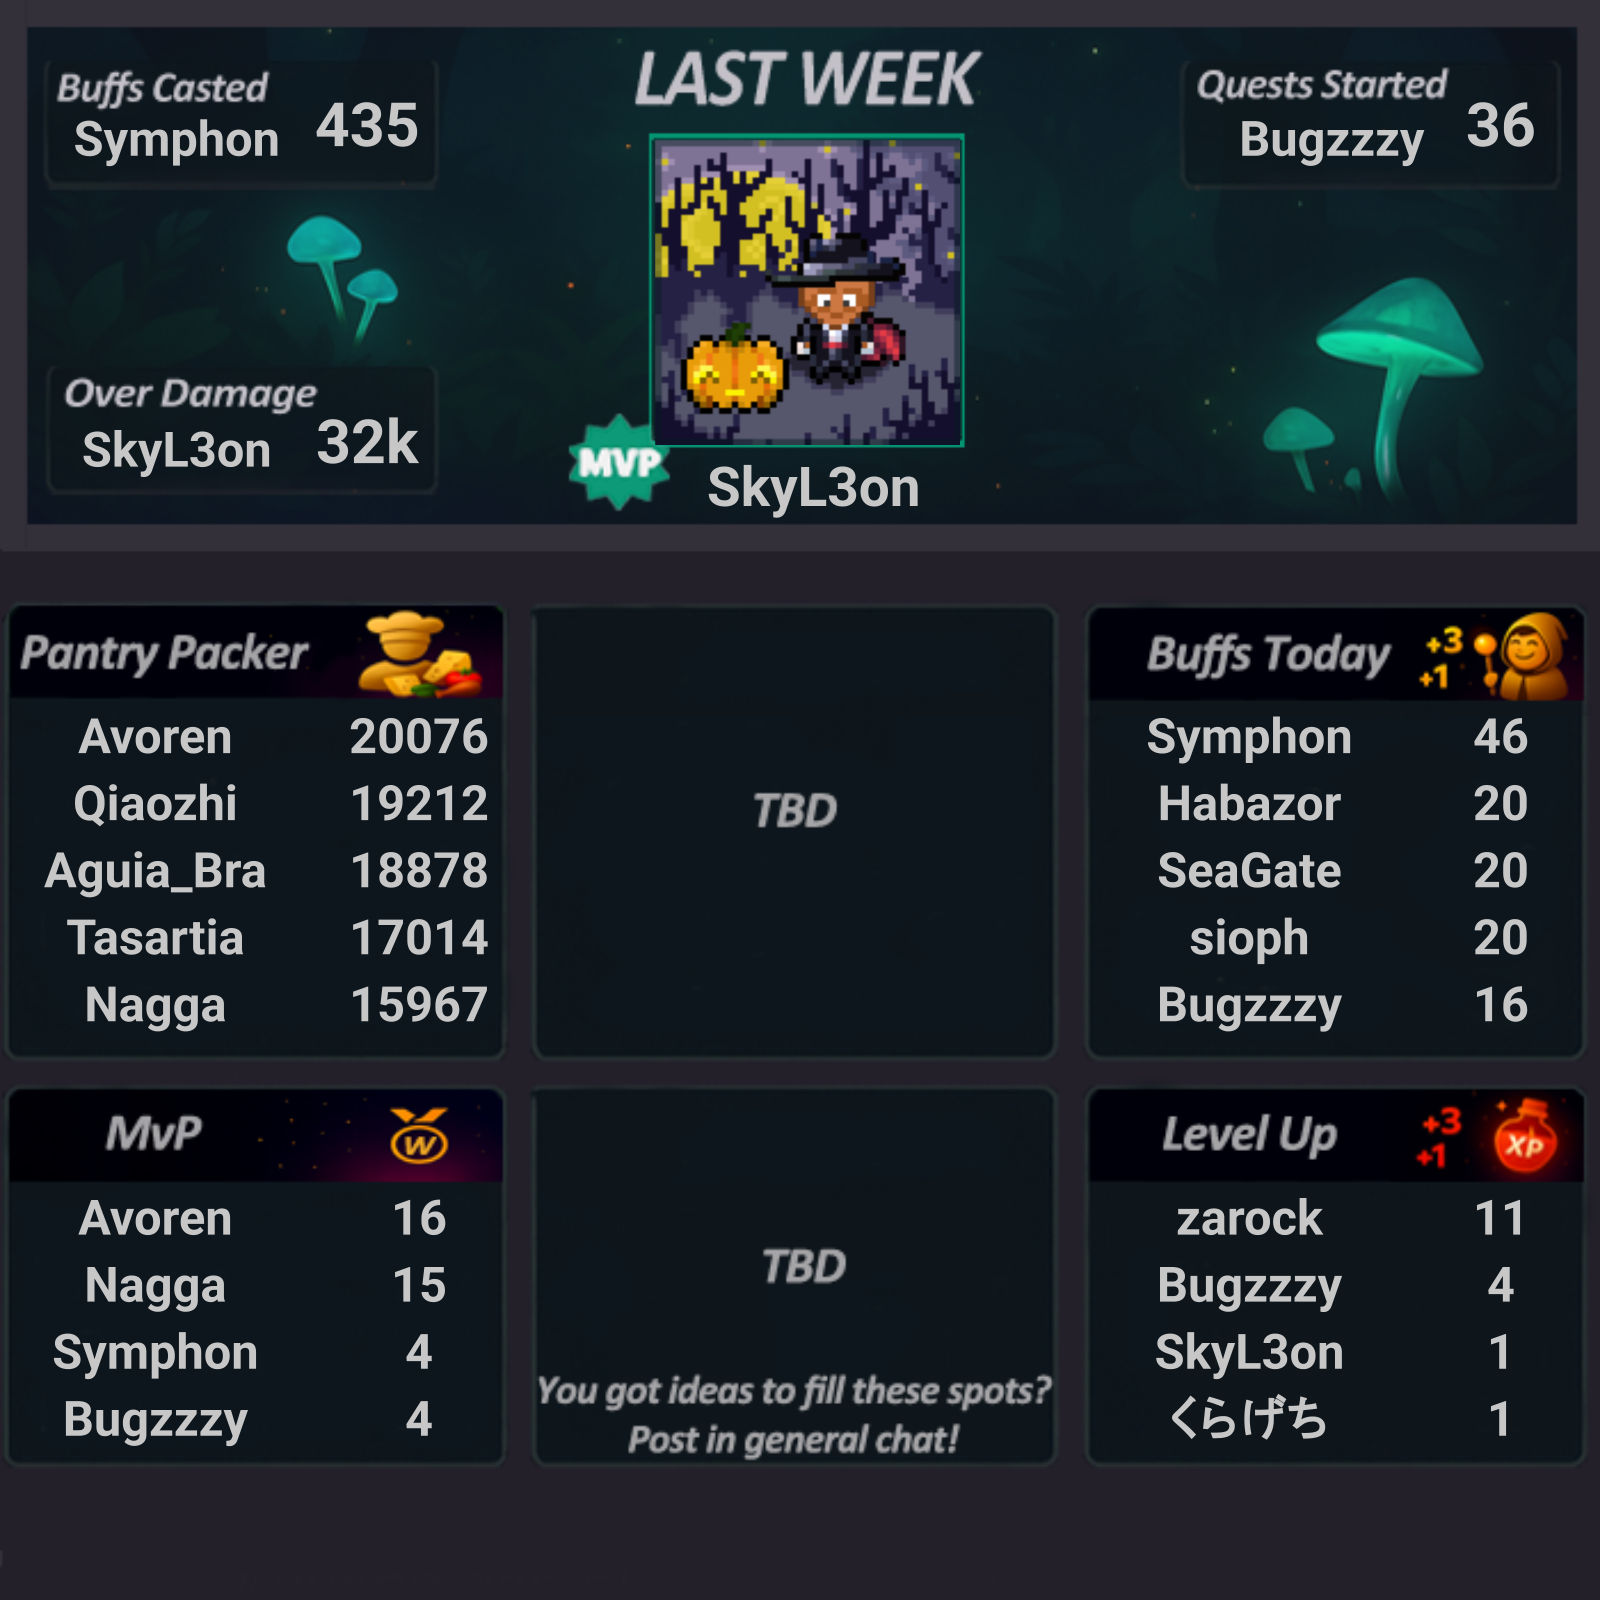 LAST WEEK
Buffs Casted
Symphon 435
Quests Started
Bugzzzy 36
Over Damage
SkyL3on 32k
MVP
SkyL3on
Pantry Packer
Avoren 20076
Qiaozhi 19212
Aguia_Bra 18878
Tasartia 17014
Nagga 15967
TBD
Buffs Today +3 +1
Symphon 46
Habazor 20
SeaGate 20
sioph 20
Bugzzzy 16
MvP W
Avoren 16
Nagga 15
Symphon 4
Bugzzzy 4
TBD
You got ideas to fill these spots?
Post in general chat!
Level Up +3 +1 XP
zarock 11
Bugzzzy 4
SkyL3on 1
くらげち 1